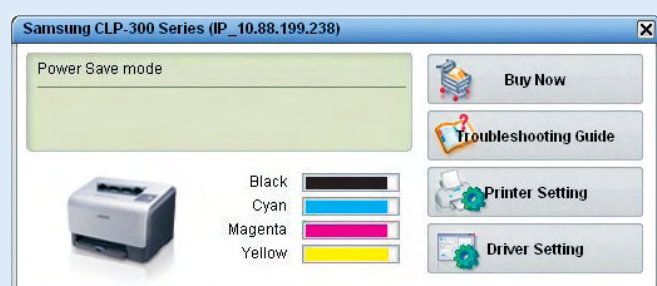 Samsung CLP-300 Series (IP_10.88.199.238)
Power Save mode
Buy Now
Troubleshooting Guide
Printer Setting
Driver Setting
Black
Cyan
Magenta
Yellow